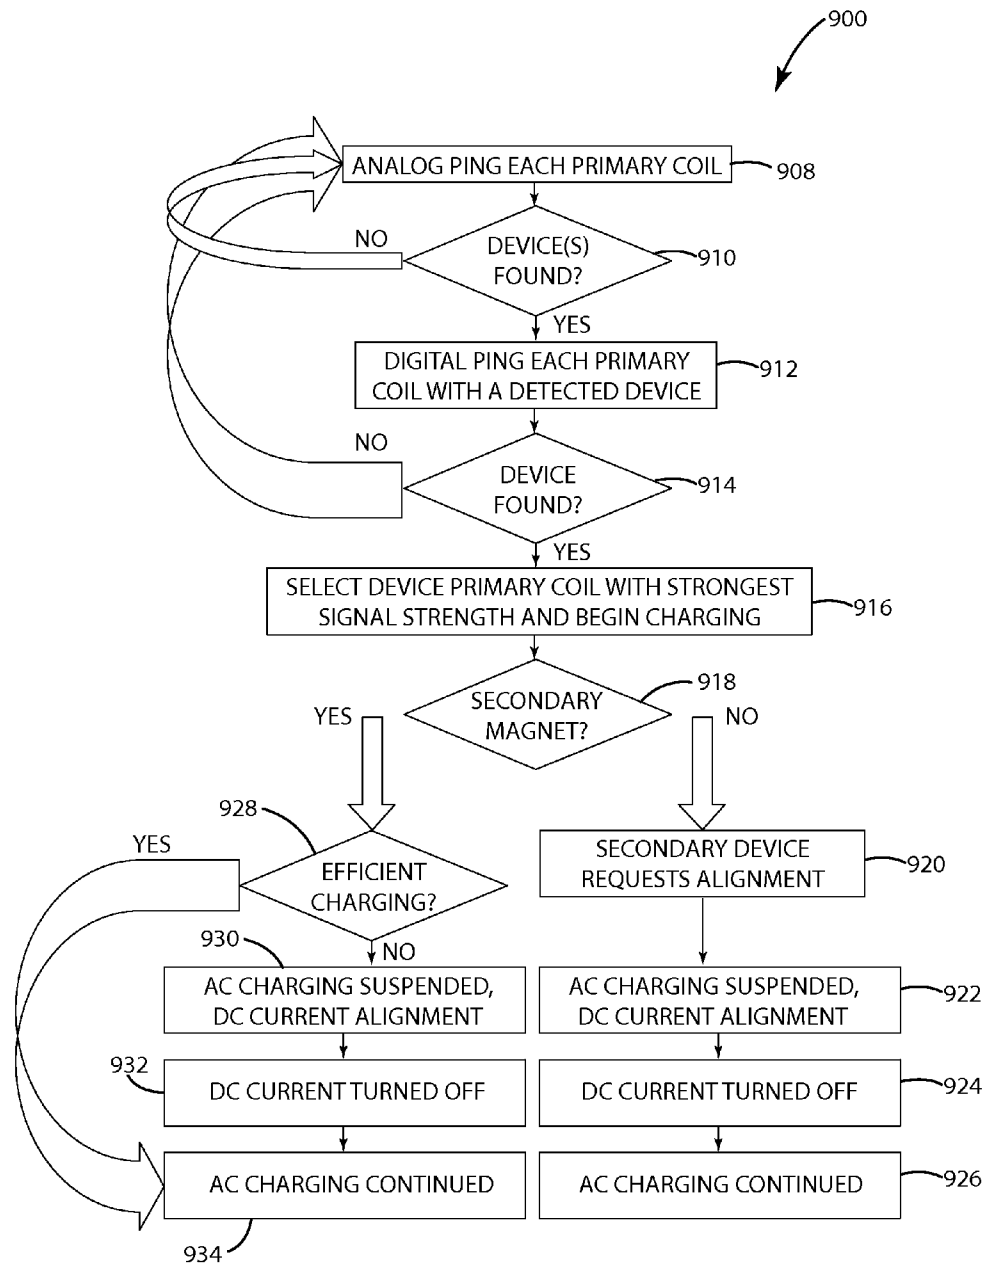 900
ANALOG PING EACH PRIMARY COIL
908
DEVICE(S)
FOUND?
910
NO
YES
DIGITAL PING EACH PRIMARY
COIL WITH A DETECTED DEVICE
912
NO
DEVICE
FOUND?
914
YES
SELECT DEVICE PRIMARY COIL WITH STRONGEST
SIGNAL STRENGTH AND BEGIN CHARGING
916
SECONDARY
MAGNET?
918
YES
NO
928
YES
EFFICIENT
CHARGING?
SECONDARY DEVICE
REQUESTS ALIGNMENT
920
930
NO
AC CHARGING SUSPENDED,
DC CURRENT ALIGNMENT
AC CHARGING SUSPENDED,
DC CURRENT ALIGNMENT
922
932
DC CURRENT TURNED OFF
DC CURRENT TURNED OFF
924
AC CHARGING CONTINUED
AC CHARGING CONTINUED
926
934